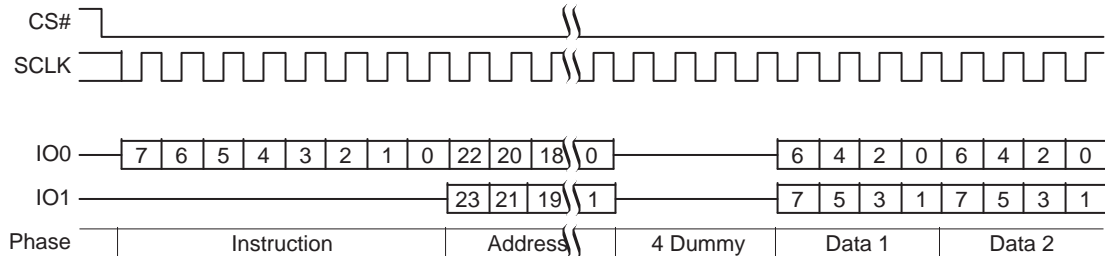 CS#
SCLK
IO0 7 6 5 4 3 2 1 0 22 20 18 0 6 4 2 0 6 4 2 0
IO1 23 21 19 1 7 5 3 1 7 5 3 1
Phase Instruction Address 4 Dummy Data 1 Data 2